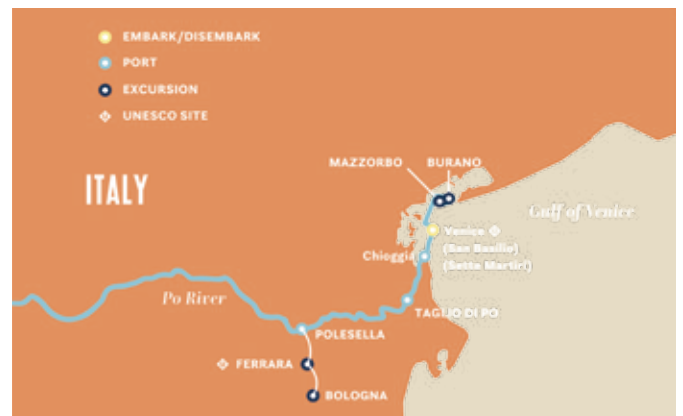 EMBARK/DISEMBARK
PORT
EXCURSION
UNESCO SITE
ITALY
MAZZORBO
BURANO
Gulf of Venice
Venice
(San Basilio)
(Sette Martiri)
Chioggia
Po River
TAGLIO DI PO
POLESELLA
FERRARA
BOLOGNA